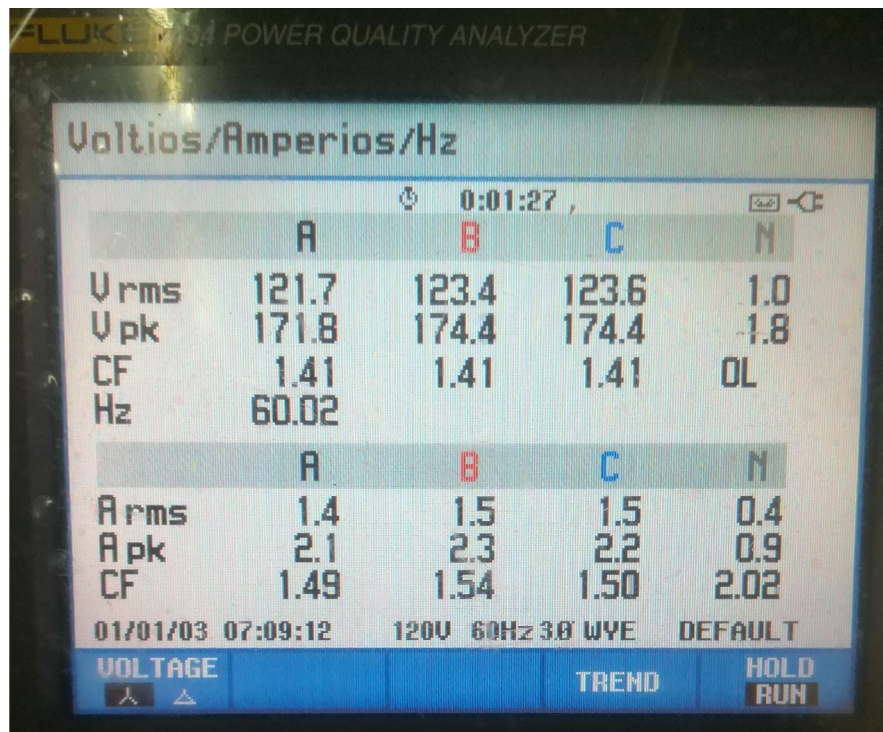 FLUKE 434 POWER QUALITY ANALYZER
Voltios/Amperios/Hz
0:01:27
A B C N
V rms 121.7 123.4 123.6 1.0
V pk 171.8 174.4 174.4 1.8
CF 1.41 1.41 1.41 OL
Hz 60.02
A B C N
A rms 1.4 1.5 1.5 0.4
A pk 2.1 2.3 2.2 0.9
CF 1.49 1.54 1.50 2.02
01/01/03 07:09:12 120V 60Hz 3Ø WYE DEFAULT
VOLTAGE TREND HOLD
RUN